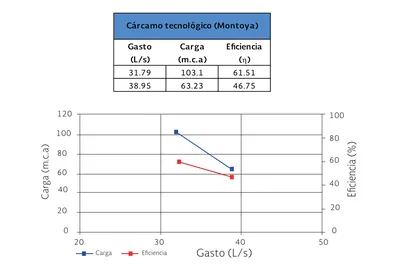 Cárcamo tecnológico (Montoya)
Gasto Carga Eficiencia
(L/s) (m.c.a) (η)
31.79 103.1 61.51
38.95 63.23 46.75
120 100
100 80
80 60
60 40
40 20
20 0
0
Carga (m.c.a)
Eficiencia (%)
20 30 40 50
Carga Eficiencia Gasto (L/s)